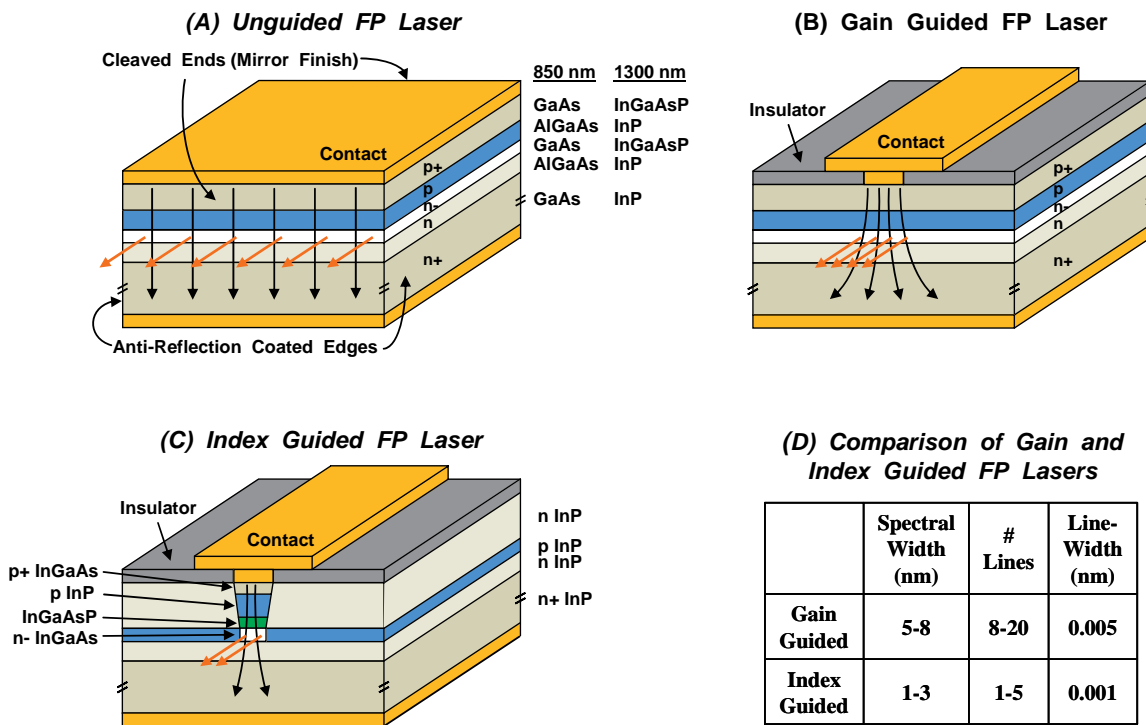 (A) Unguided FP Laser
Cleaved Ends (Mirror Finish)
850 nm 1300 nm
GaAs InGaAsP
AlGaAs InP
GaAs InGaAsP
AlGaAs InP
GaAs InP
Contact
p+
p
n-
n
n+
Anti-Reflection Coated Edges
(B) Gain Guided FP Laser
Insulator
Contact
p+
p
n-
n
n+
(C) Index Guided FP Laser
Insulator
Contact
p+ InGaAs
p InP
InGaAsP
n- InGaAs
n InP
p InP
n InP
n+ InP
(D) Comparison of Gain and
Index Guided FP Lasers
Spectral
Width
(nm)
#
Lines
Line-
Width
(nm)
Gain
Guided
5-8 8-20 0.005
Index
Guided
1-3 1-5 0.001